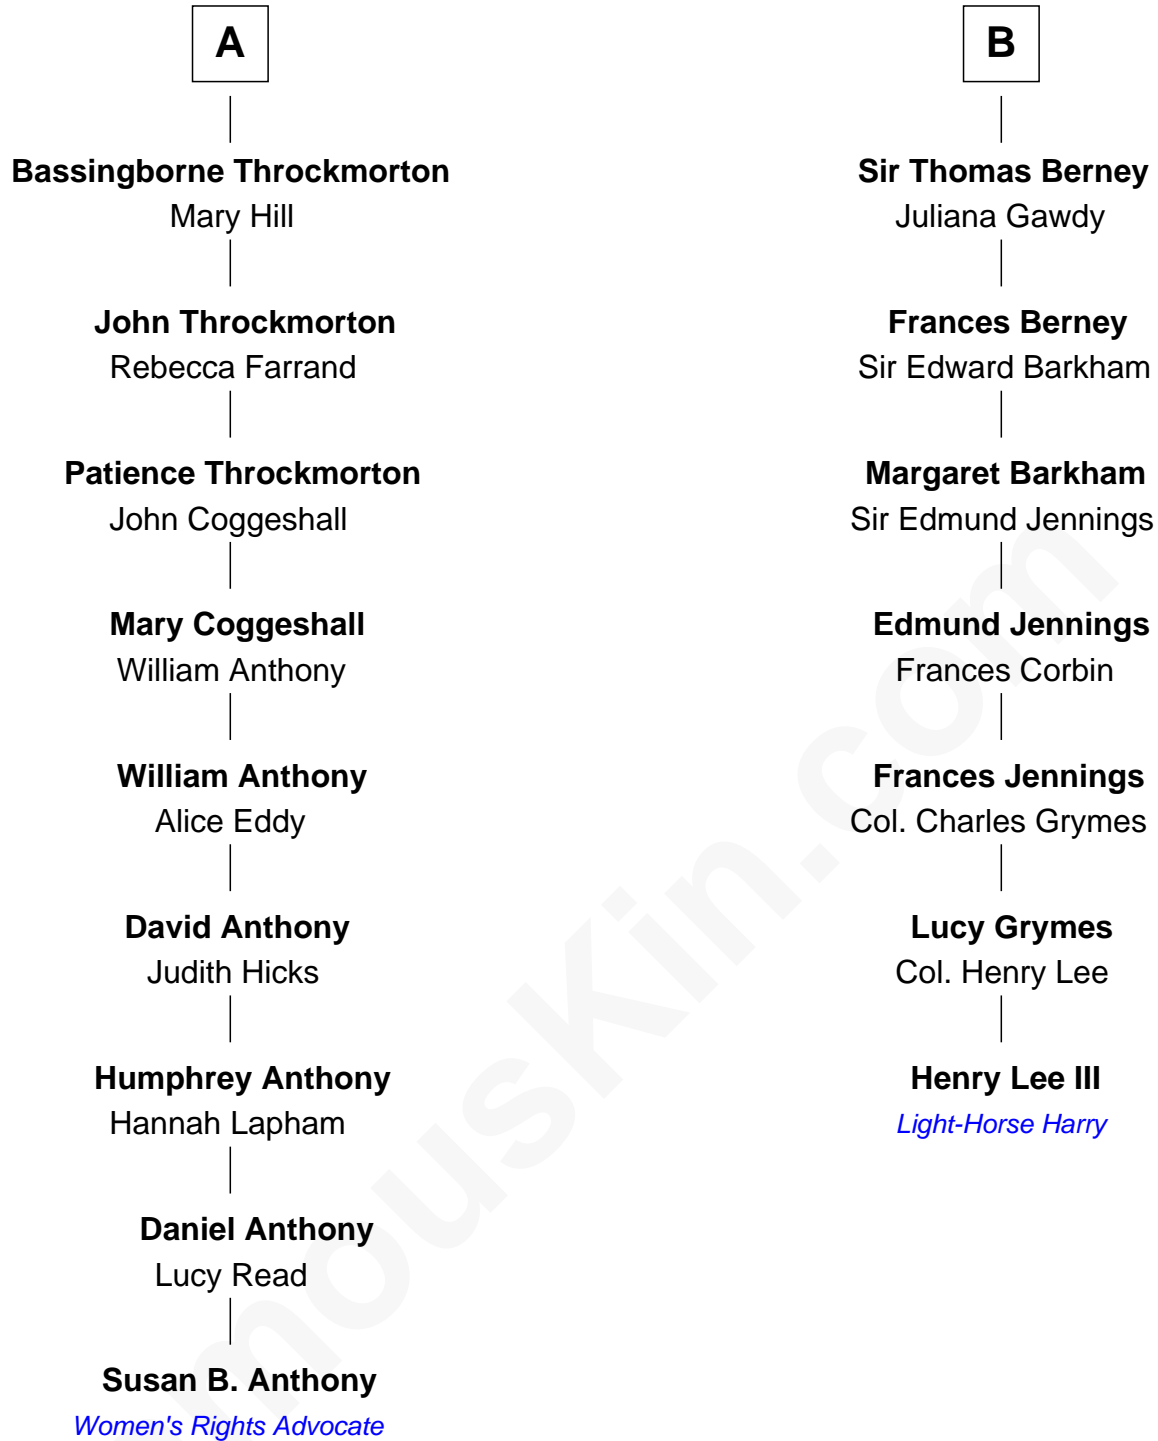 A
Bassingborne Throckmorton
Mary Hill
John Throckmorton
Rebecca Farrand
Patience Throckmorton
John Coggeshall
Mary Coggeshall
William Anthony
William Anthony
Alice Eddy
David Anthony
Judith Hicks
Humphrey Anthony
Hannah Lapham
Daniel Anthony
Lucy Read
Susan B. Anthony
Women's Rights Advocate
B
Sir Thomas Berney
Juliana Gawdy
Frances Berney
Sir Edward Barkham
Margaret Barkham
Sir Edmund Jennings
Edmund Jennings
Frances Corbin
Frances Jennings
Col. Charles Grymes
Lucy Grymes
Col. Henry Lee
Henry Lee III
Light-Horse Harry
mouskin.com